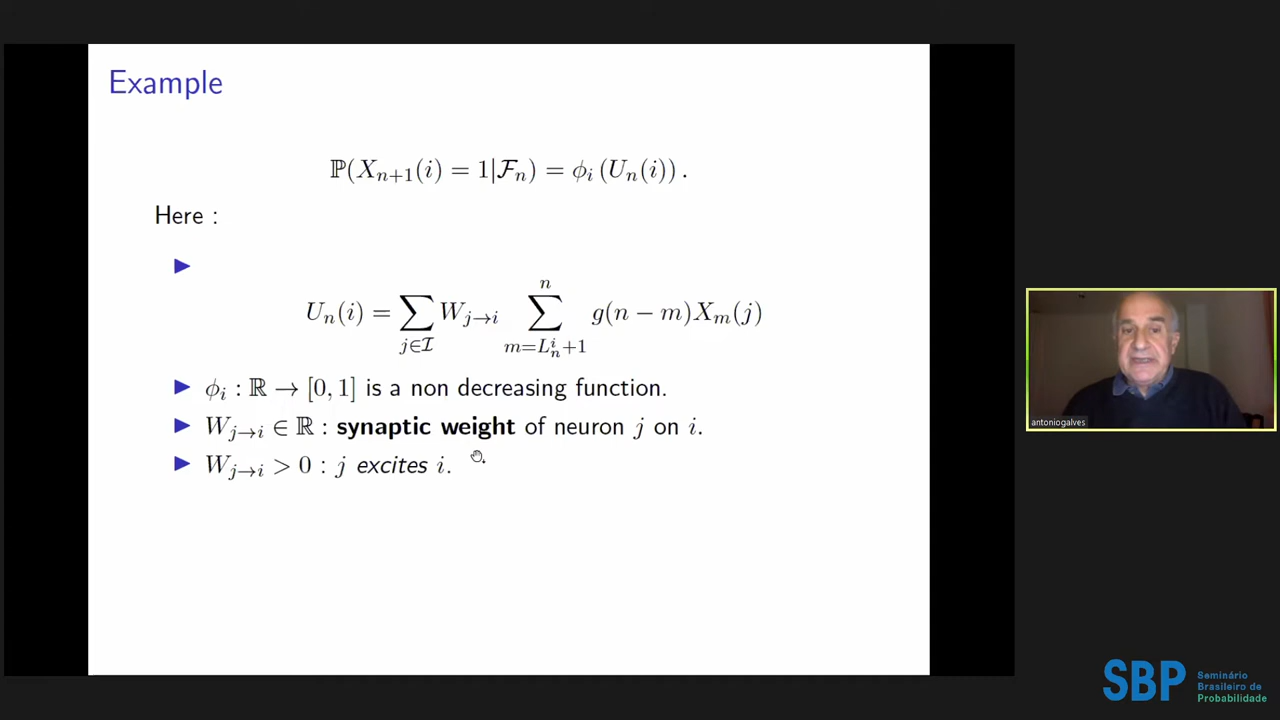 Example
ℙ(X_{n+1}(i) = 1|ℱ_n) = ϕ_i (U_n(i)) .
Here :
▶
U_n(i) = ∑_{j∈ℐ} W_{j→i} ∑_{m=L_n^i+1}^{n} g(n − m)X_m(j)
▶ ϕ_i : ℝ → [0, 1] is a non decreasing function.
▶ W_{j→i} ∈ ℝ : synaptic weight of neuron j on i.
▶ W_{j→i} > 0 : j excites i.
antoniogalves
SBP
Seminário
Brasileiro de
Probabilidade